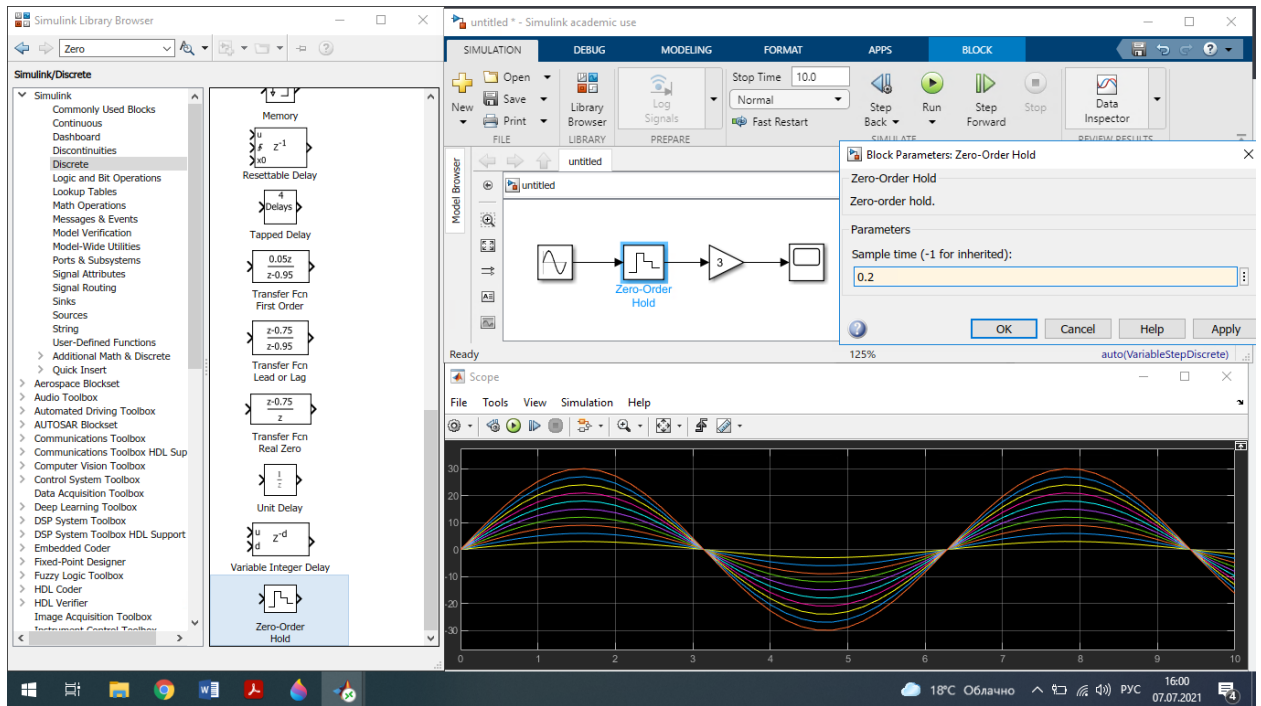 Simulink Library Browser
Zero
Simulink/Discrete
Simulink
Commonly Used Blocks
Continuous
Dashboard
Discontinuities
Discrete
Logic and Bit Operations
Lookup Tables
Math Operations
Messages & Events
Model Verification
Model-Wide Utilities
Ports & Subsystems
Signal Attributes
Signal Routing
Sinks
Sources
String
User-Defined Functions
Additional Math & Discrete
Quick Insert
Aerospace Blockset
Audio Toolbox
Automated Driving Toolbox
AUTOSAR Blockset
Communications Toolbox
Communications Toolbox HDL Sup
Computer Vision Toolbox
Control System Toolbox
Data Acquisition Toolbox
Deep Learning Toolbox
DSP System Toolbox
DSP System Toolbox HDL Support
Embedded Coder
Fixed-Point Designer
Fuzzy Logic Toolbox
HDL Coder
HDL Verifier
Image Acquisition Toolbox
Instrument Control Toolbox
Memory
u
z-1
x0
Resettable Delay
4
Delays
Tapped Delay
0.05z
z-0.95
Transfer Fcn
First Order
z-0.75
z-0.95
Transfer Fcn
Lead or Lag
z-0.75
z
Transfer Fcn
Real Zero
1
z
Unit Delay
u
d
z-d
Variable Integer Delay
Zero-Order
Hold
untitled * - Simulink academic use
SIMULATION DEBUG MODELING FORMAT APPS BLOCK
New
Open
Save
Print
FILE
Library
Browser
LIBRARY
Log
Signals
PREPARE
Stop Time 10.0
Normal
Fast Restart
Step
Back
Run
Step
Forward
Stop
SIMULATE
Data
Inspector
REVIEW RESULTS
Model Browser
untitled
untitled
Zero-Order
Hold
3
Ready
125%
auto(VariableStepDiscrete)
Block Parameters: Zero-Order Hold
Zero-Order Hold
Zero-order hold.
Parameters
Sample time (-1 for inherited):
0.2
OK Cancel Help Apply
Scope
File Tools View Simulation Help
30
20
10
0
-10
-20
-30
0 1 2 3 4 5 6 7 8 9 10
18°C Облачно
РУС
16:00
07.07.2021
4